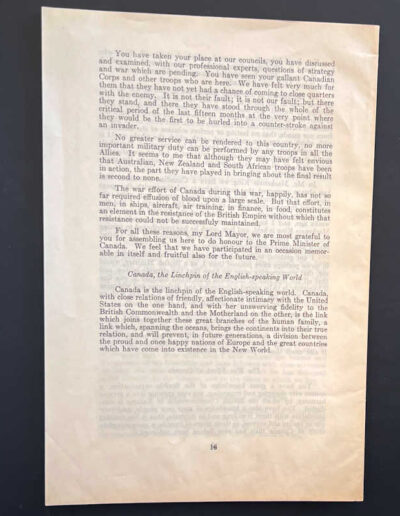 You have taken your place at our councils, you have discussed
and examined, with our professional experts, questions of strategy
and war which are pending. You have seen your gallant Canadian
Corps and other troops who are here. We have felt very much for
them that they have not yet had a chance of coming to close quarters
with the enemy. It is not their fault; it is not our fault; but there
they stand, and there they have stood through the whole of the
critical period of the last fifteen months at the very point where
they would be the first to be hurled into a counter-stroke against
an invader.
No greater service can be rendered to this country, no more
important military duty can be performed by any troops in all the
Allies. It seems to me that although they may have felt envious
that Australian, New Zealand and South African troops have been
in action, the part they have played in bringing about the final result
is second to none.
The war effort of Canada during this war, happily, has not so
far required effusion of blood upon a large scale. But that effort, in
men, in ships, aircraft, air training, in finance, in food, constitutes
an element in the resistance of the British Empire without which that
resistance could not be successfuly maintained.
For all these reasons, my Lord Mayor, we are most grateful to
you for assembling us here to do honour to the Prime Minister of
Canada. We feel that we have participated in an occasion memor-
able in itself and fruitful also for the future.
Canada, the Linchpin of the English-speaking World
Canada is the linchpin of the English-speaking world. Canada,
with close relations of friendly, affectionate intimacy with the United
States on the one hand, and with her unswerving fidelity to the
British Commonwealth and the Motherland on the other, is the link
which joins together these great branches of the human family, a
link which, spanning the oceans, brings the continents into their true
relation, and will prevent, in future generations, a division between
the proud and once happy nations of Europe and the great countries
which have come into existence in the New World.
16